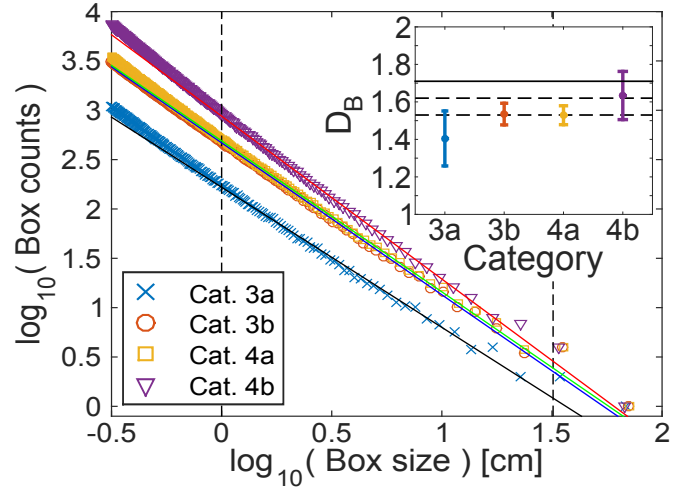 4
3.5
3
2.5
2
1.5
1
0.5
0
-0.5
0
0.5
1
1.5
2
log10( Box counts )
log10( Box size ) [cm]
Cat. 3a
Cat. 3b
Cat. 4a
Cat. 4b
2
1.8
1.6
1.4
1.2
1
DB
3a
3b
4a
4b
Category